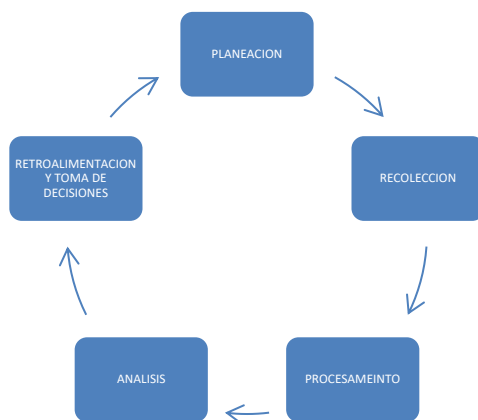 PLANEACION
RECOLECCION
PROCESAMEINTO
ANALISIS
RETROALIMENTACION
Y TOMA DE
DECISIONES